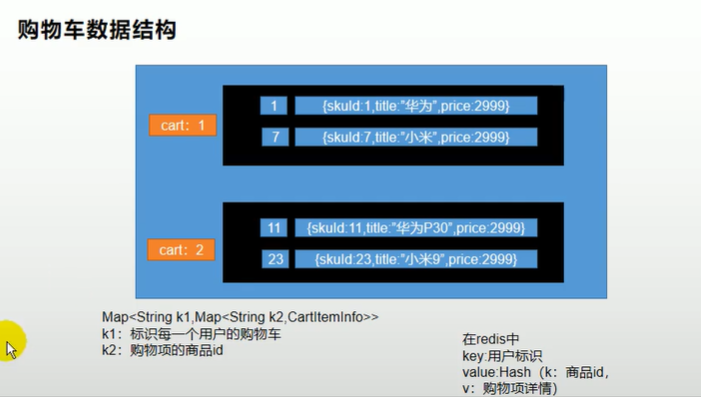 购物车数据结构
cart：1
1
{skuId:1,title:"华为",price:2999}
7
{skuId:7,title:"小米",price:2999}
cart：2
11
{skuId:11,title:"华为P30",price:2999}
23
{skuId:23,title:"小米9",price:2999}
Map<String k1,Map<String k2,CartItemInfo>>
k1：标识每一个用户的购物车
k2：购物项的商品id
在redis中
key:用户标识
value:Hash（k：商品id，
v：购物项详情）